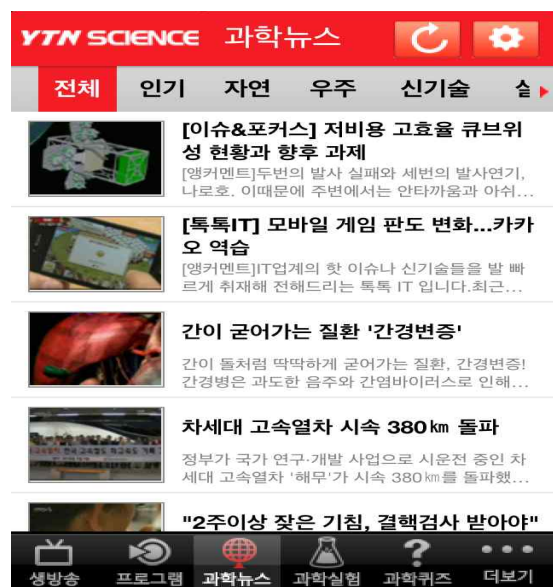 YTN SCIENCE 과학뉴스
전체 인기 자연 우주 신기술
[이슈&포커스] 저비용 고효율 큐브위
성 현황과 향후 과제
[앵커멘트]두번의 발사 실패와 세번의 발사연기,
나로호. 이때문에 주변에서는 안타까움과 아쉬...
[톡톡IT] 모바일 게임 판도 변화...카카
오 역습
[앵커멘트]IT업계의 핫 이슈나 신기술들을 발 빠
르게 취재해 전해드리는 톡톡 IT 입니다.최근...
간이 굳어가는 질환 '간경변증'
간이 돌처럼 딱딱하게 굳어가는 질환, 간경변증!
간경병은 과도한 음주와 간염바이러스로 인해...
차세대 고속열차 시속 380㎞ 돌파
정부가 국가 연구·개발 사업으로 시운전 중인 차
세대 고속열차 '해무'가 시속 380㎞를 돌파했...
"2주이상 잦은 기침, 결핵검사 받아야"
생방송 프로그램 과학뉴스 과학실험 과학퀴즈 더보기